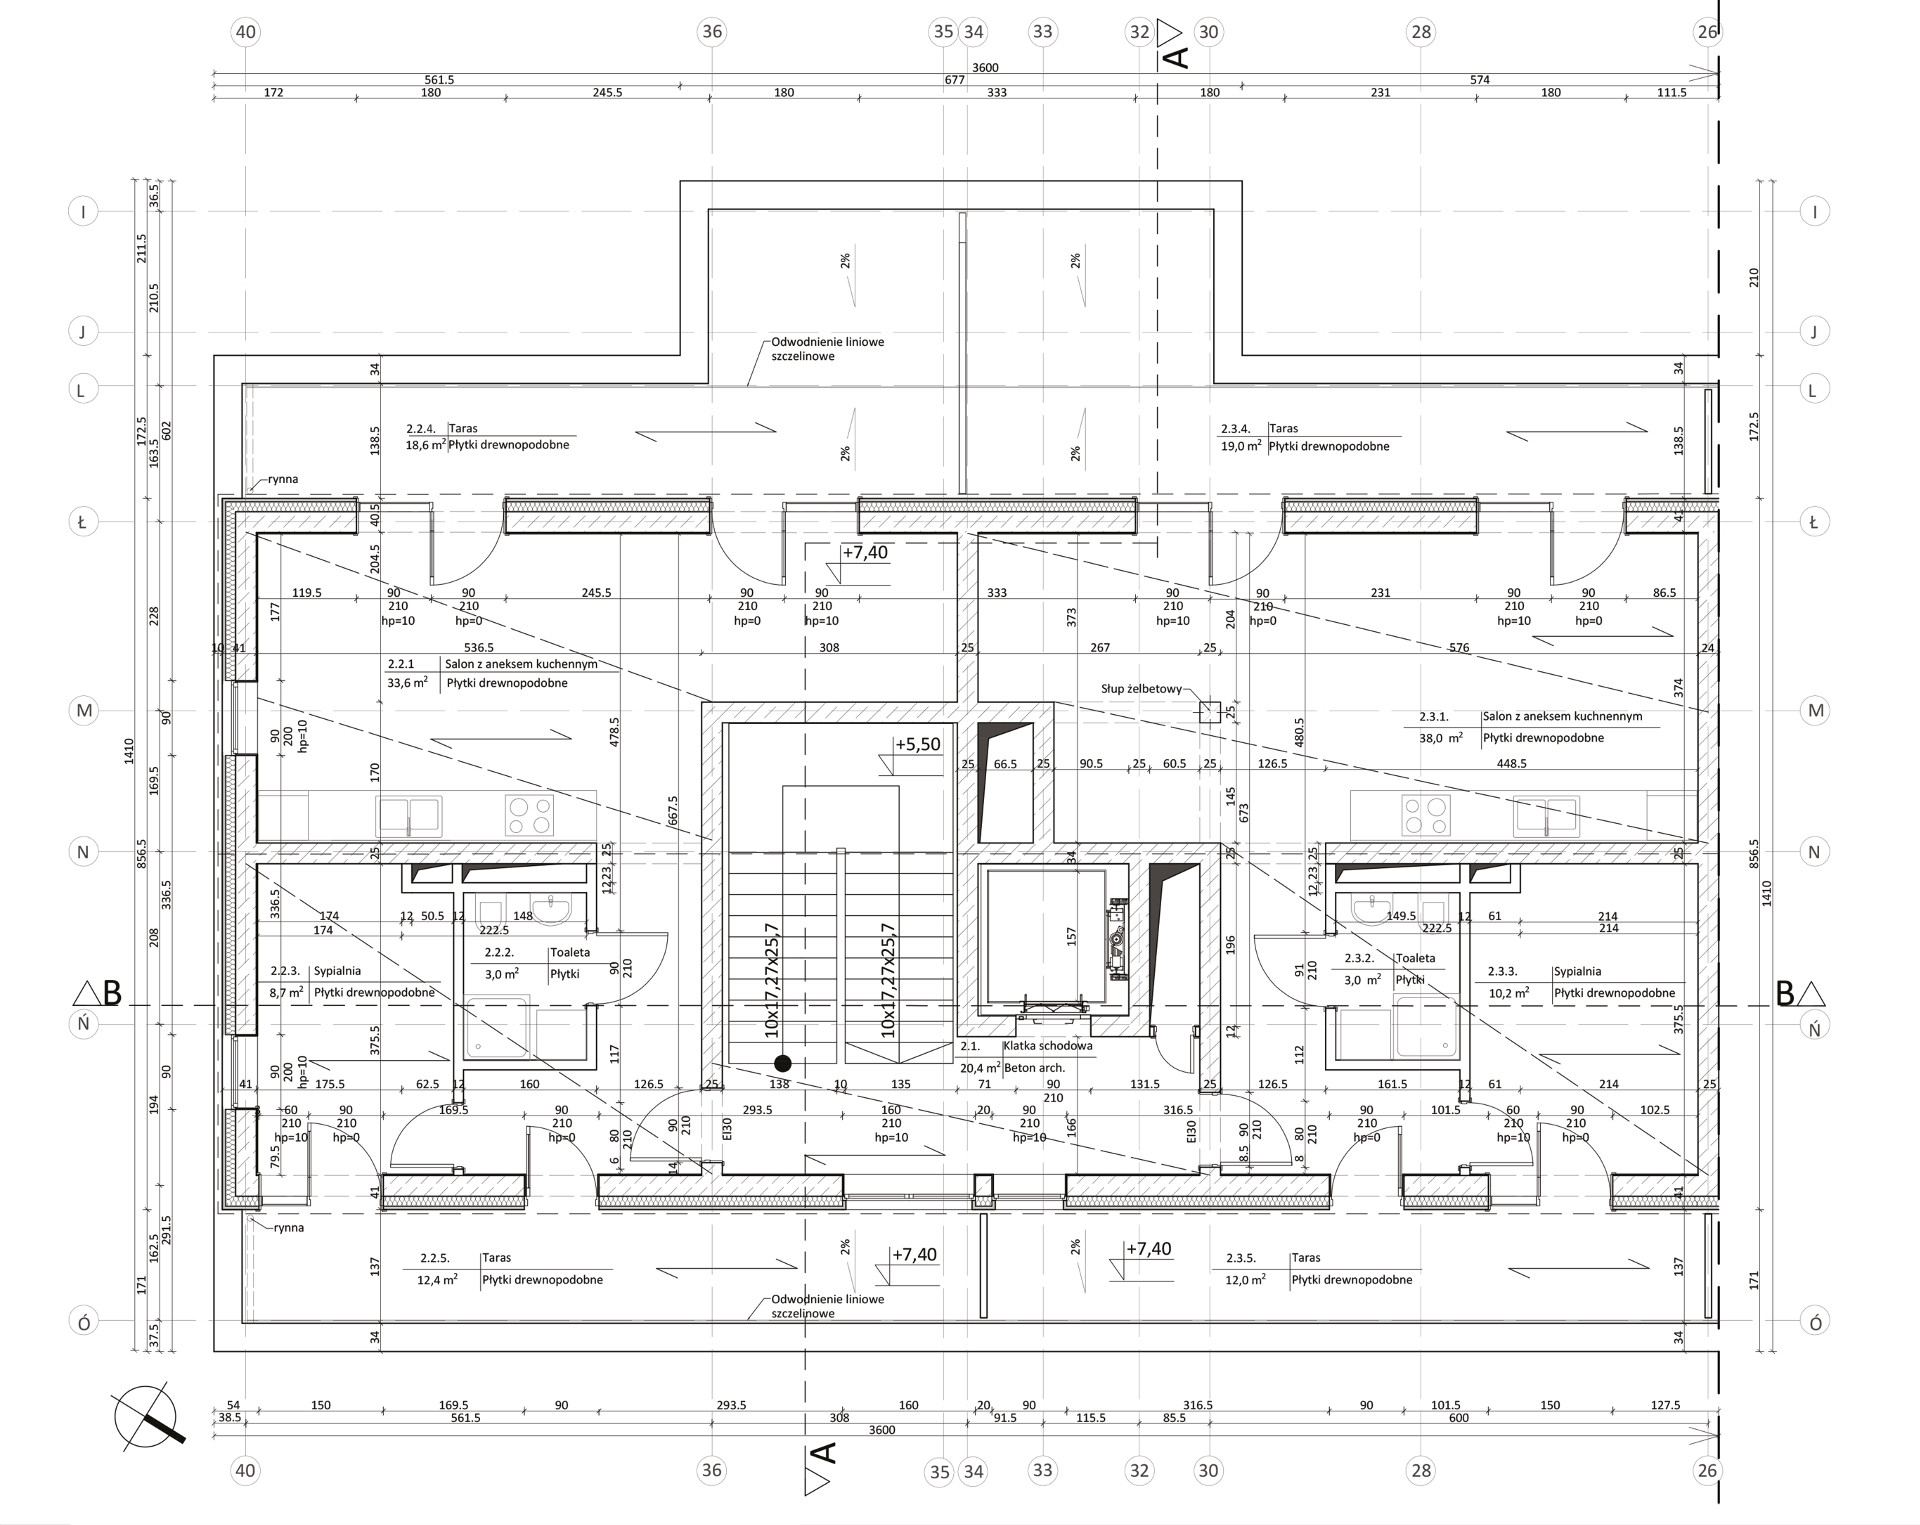 40 36 35 34 33 32 30 28 26
A
3600
561.5 677 574
172 180 245.5 180 333 180 231 180 111.5
I I
J J
L L
Ł Ł
M M
N N
Ń Ń
Ó Ó
36.5
211.5
210.5
172.5
163.5
602
228
90
1410
169.5
856.5
336.5
208
90
194
291.5
162.5
171
37.5
210
172.5
856.5
1410
171
2% 2%
Odwodnienie liniowe
szczelinowe
34 34
2.2.4. Taras
18,6 m² Płytki drewnopodobne
2.3.4. Taras
19,0 m² Płytki drewnopodobne
138.5 138.5
2% 2%
rynna
40.5 41
204.5
+7,40
119.5 90 90 245.5 90 90 333 90 90 231 90 90 86.5
210 210 210 210 210 210 210 210
hp=10 hp=0 hp=0 hp=10 hp=10 hp=0 hp=10 hp=0
177 373 204
10 41 536.5 308 25 267 25 576 24
2.2.1 Salon z aneksem kuchennym
33,6 m² Płytki drewnopodobne
Słup żelbetowy
25
374
2.3.1. Salon z aneksem kuchnennym
38,0 m² Płytki drewnopodobne
90
200
hp=10
478.5 480.5
+5,50
170
25 66.5 25 90.5 25 60.5 25 126.5 448.5
667.5 145 673
25 25 34 25 25 25
12 23 12 23
336.5
174 12 50.5 12 148
174 222.5
149.5 12 61 214
222.5 214
2.2.2. Toaleta
3,0 m² Płytki
90
210
157 196
91
210
2.3.2. Toaleta
3,0 m² Płytki
2.2.3. Sypialnia
8,7 m² Płytki drewnopodobne
2.3.3. Sypialnia
10,2 m² Płytki drewnopodobne
10x17,27x25,7 10x17,27x25,7
B B
375.5 375.5
12
117 112
2.1. Klatka schodowa
20,4 m² Beton arch.
90
200
hp=10
41 175.5 62.5 12 160 126.5 25 138 10 135 71 90 131.5 25 126.5 161.5 12 61 214 25
210
60 90 169.5 90 293.5 160 20 90 316.5 90 101.5 60 90 102.5
210 210 210 210 210 210 210 210
hp=10 hp=0 hp=0 hp=10 hp=10 hp=0 hp=10 hp=0
79.5
80
210
6
90
210
14
EI30
166
EI30
90
210
8.5
80
210
8
41 41
rynna
2.2.5. Taras
12,4 m² Płytki drewnopodobne
137
2% +7,40
2% +7,40
2.3.5. Taras
12,0 m² Płytki drewnopodobne
137
Odwodnienie liniowe
szczelinowe
34 34
54 150 169.5 90 293.5 160 20 90 316.5 90 101.5 150 127.5
38.5 561.5 308 91.5 115.5 85.5 600
3600
A
40 36 35 34 33 32 30 28 26